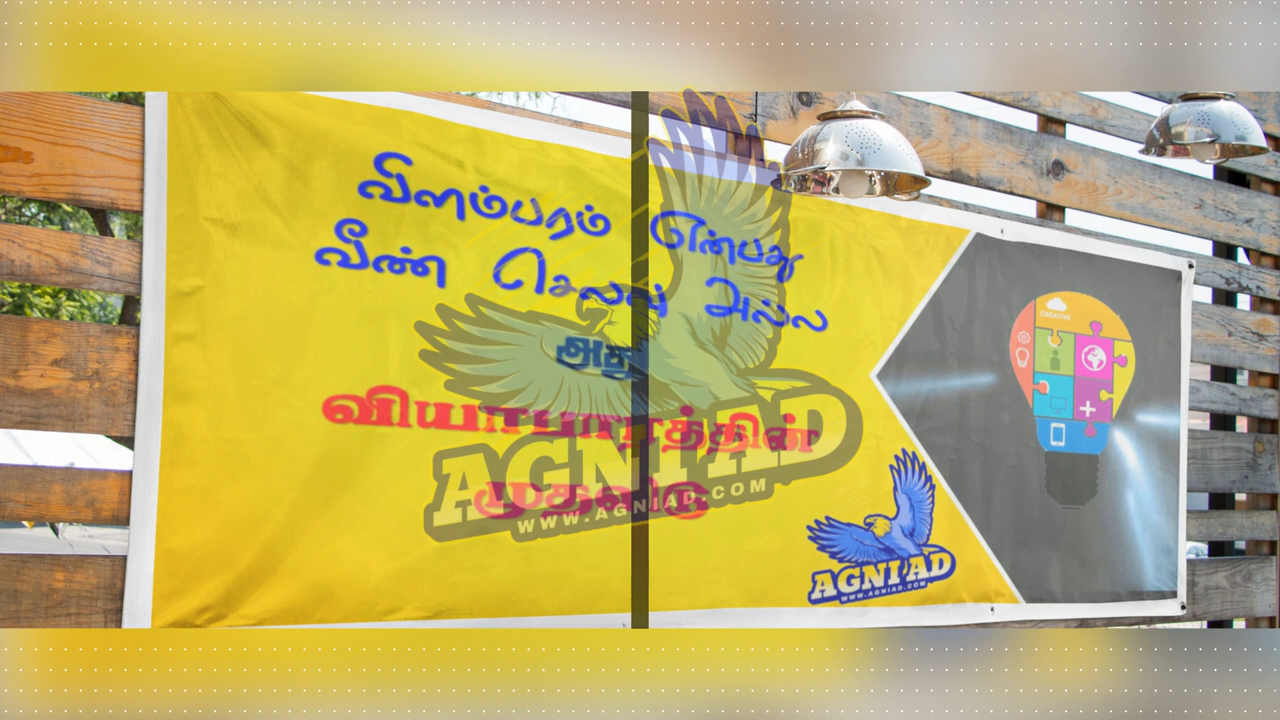 விளம்பரம் என்பது
வீண் செலவு அல்ல
அது
வியாபாரத்தின்
முதலீடு
AGNI AD
WWW.AGNIAD.COM
CREATIVE
AGNI AD
WWW.AGNIAD.COM